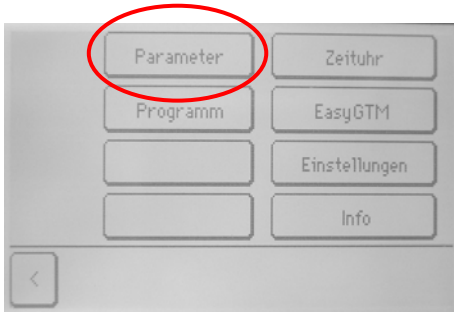 Parameter Zeituhr
Programm EasyGTM
Einstellungen
Info
<